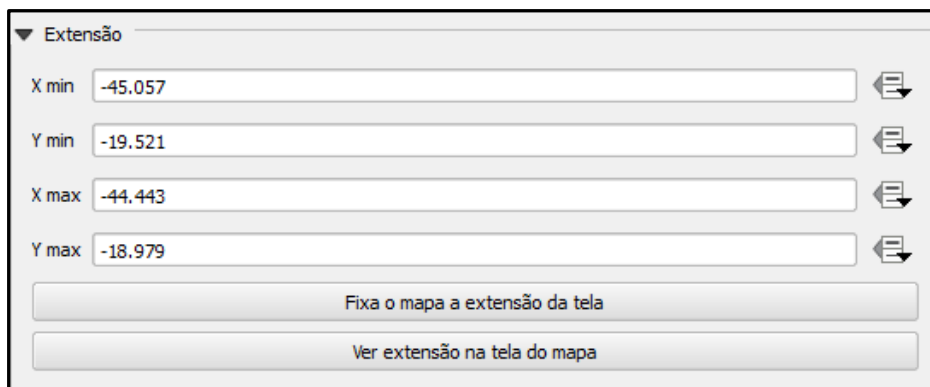 Extensão
X min -45.057
Y min -19.521
X max -44.443
Y max -18.979
Fixa o mapa a extensão da tela
Ver extensão na tela do mapa